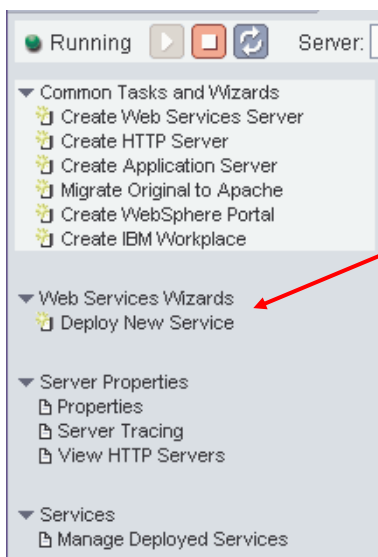 Running Server:
Common Tasks and Wizards
Create Web Services Server
Create HTTP Server
Create Application Server
Migrate Original to Apache
Create WebSphere Portal
Create IBM Workplace
Web Services Wizards
Deploy New Service
Server Properties
Properties
Server Tracing
View HTTP Servers
Services
Manage Deployed Services